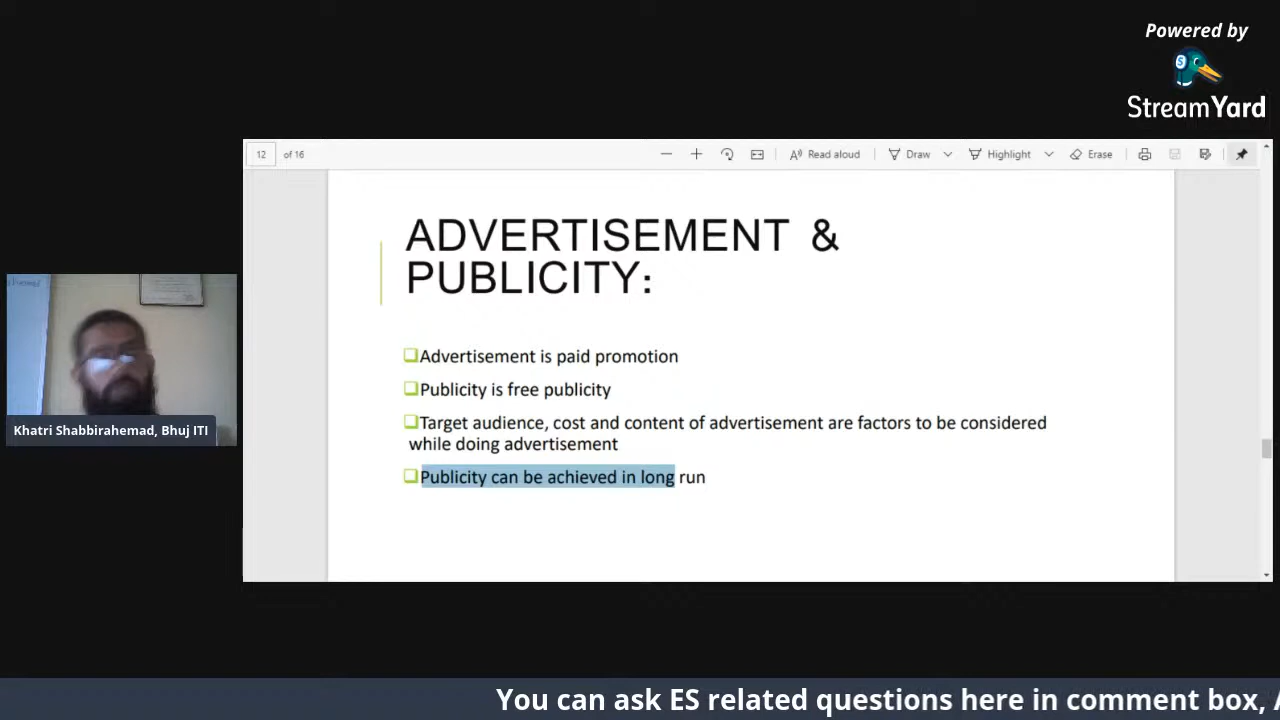 Powered by
StreamYard
12 of 16
Read aloud
Draw
Highlight
Erase
ADVERTISEMENT &
PUBLICITY:
Advertisement is paid promotion
Publicity is free publicity
Target audience, cost and content of advertisement are factors to be considered
while doing advertisement
Publicity can be achieved in long run
Khatri Shabbirahemad, Bhuj ITI
You can ask ES related questions here in comment box,